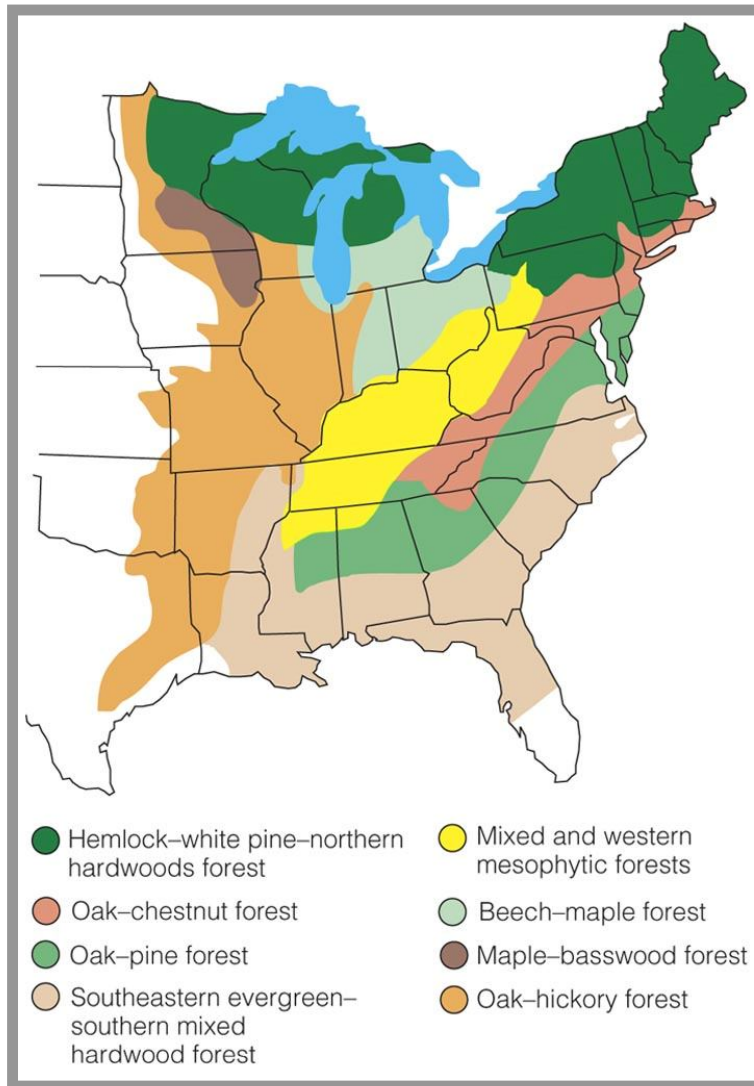 Hemlock–white pine–northern
hardwoods forest
Oak–chestnut forest
Oak–pine forest
Southeastern evergreen–
southern mixed
hardwood forest
Mixed and western
mesophytic forests
Beech–maple forest
Maple–basswood forest
Oak–hickory forest